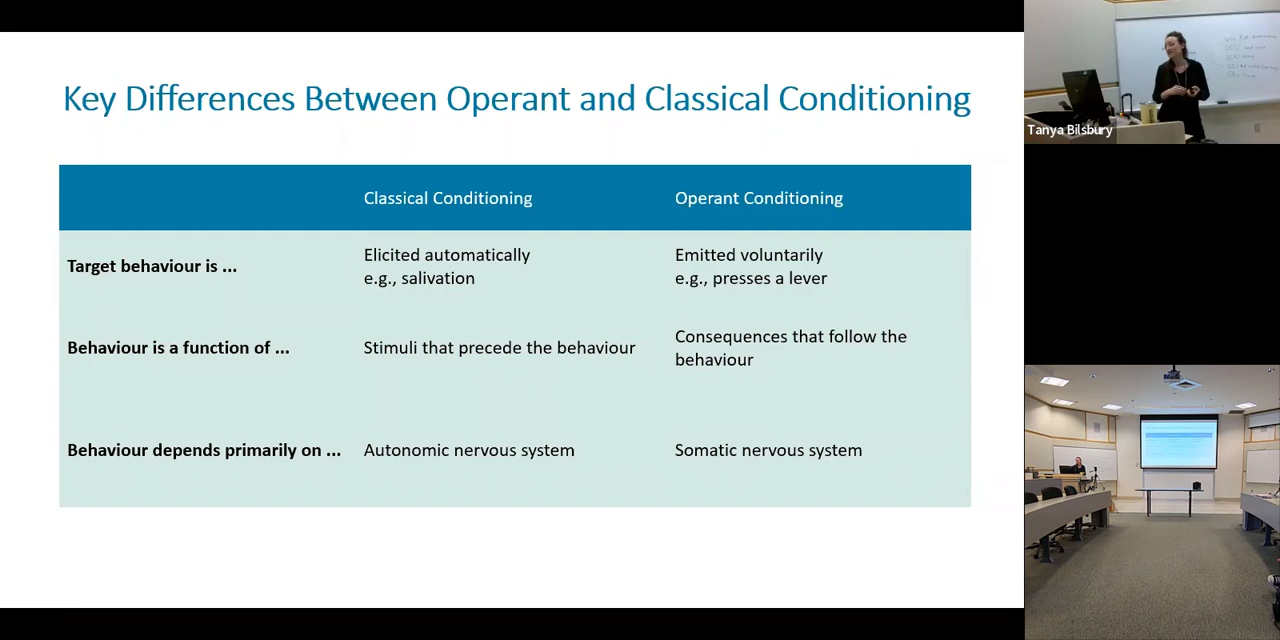 Key Differences Between Operant and Classical Conditioning
Classical Conditioning
Operant Conditioning
Target behaviour is ...
Elicited automatically
e.g., salivation
Emitted voluntarily
e.g., presses a lever
Behaviour is a function of ...
Stimuli that precede the behaviour
Consequences that follow the
behaviour
Behaviour depends primarily on ...
Autonomic nervous system
Somatic nervous system
Tanya Bilsbury